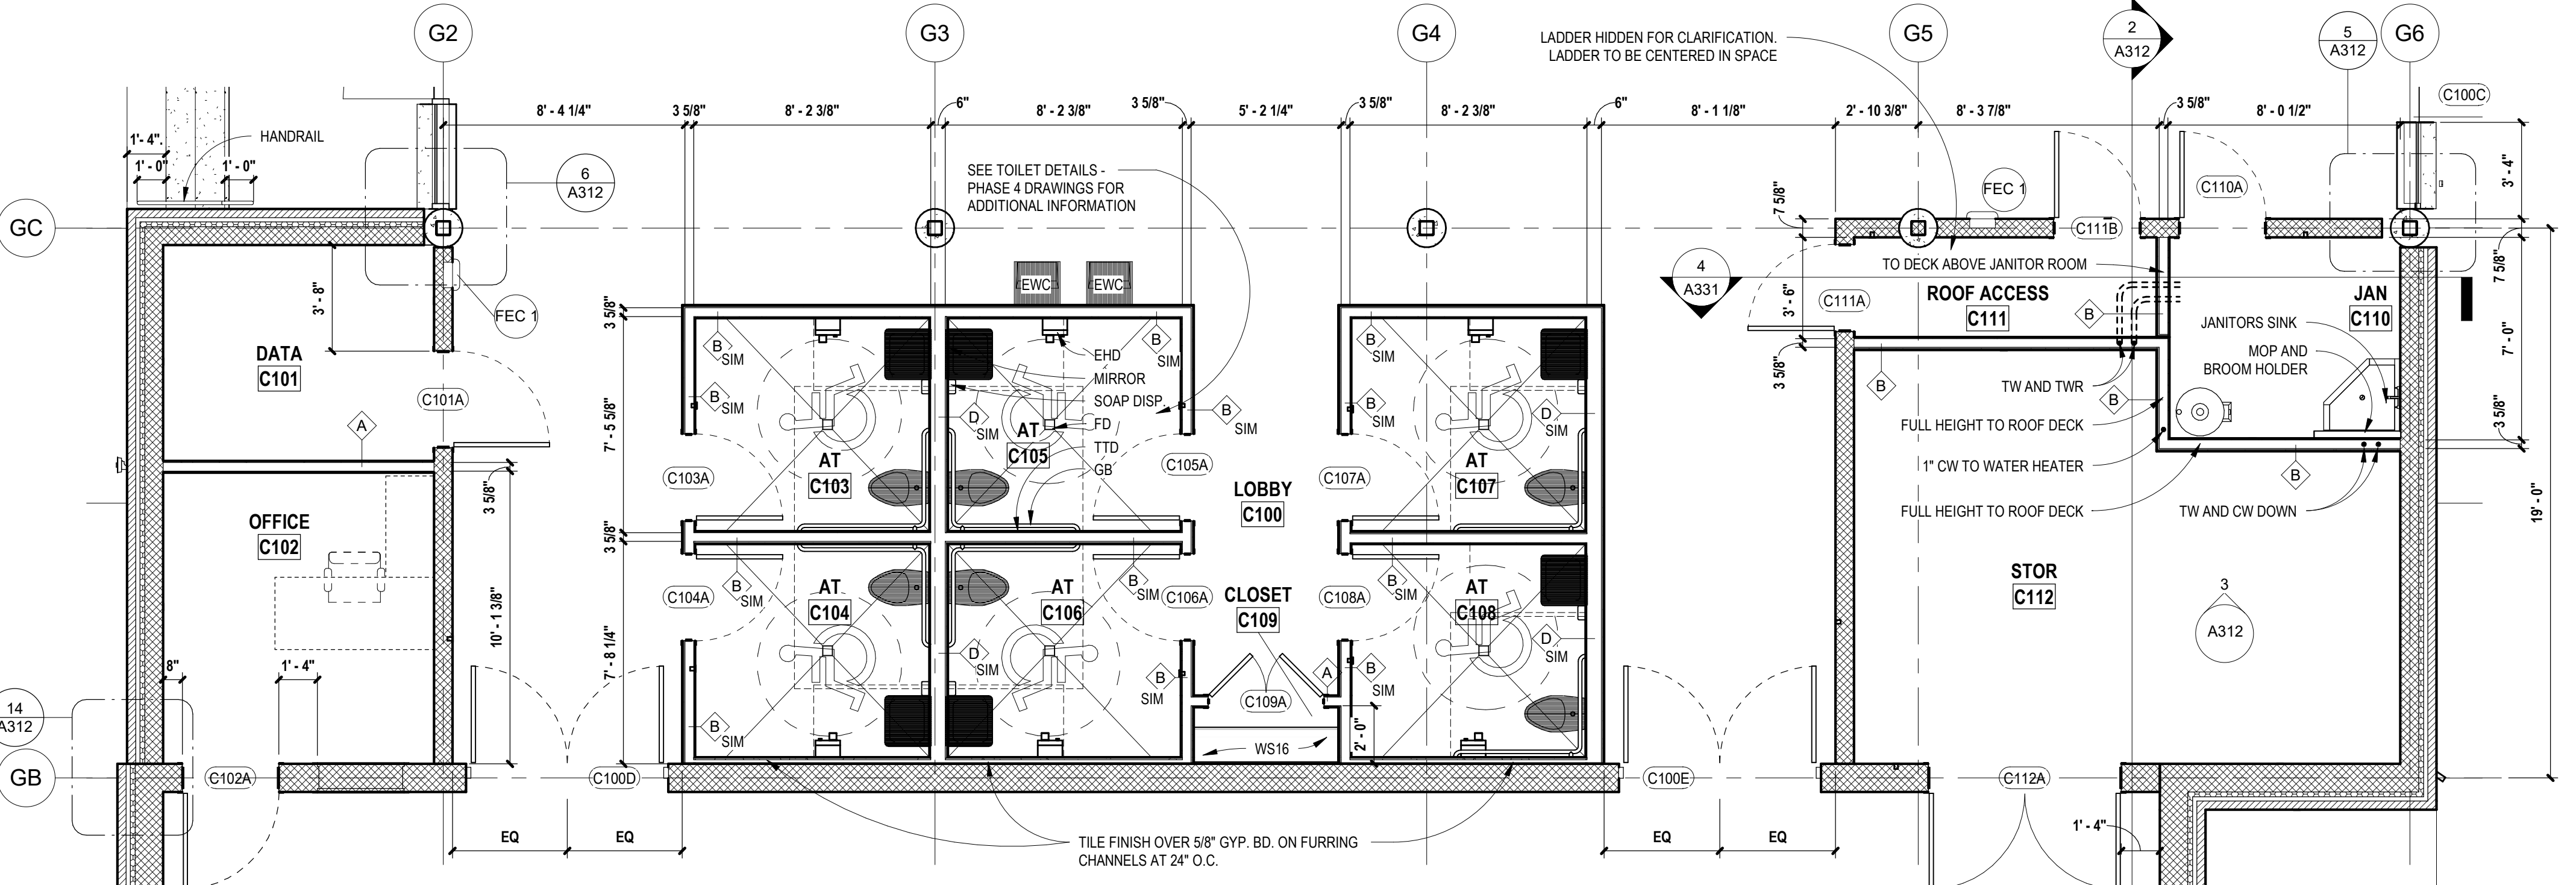 G2
G3
G4
G5
G6
2
A312
5
A312
C100C
LADDER HIDDEN FOR CLARIFICATION.
LADDER TO BE CENTERED IN SPACE
8' - 4 1/4"
3 5/8"
8' - 2 3/8"
6"
8' - 2 3/8"
3 5/8"
5' - 2 1/4"
3 5/8"
8' - 2 3/8"
6"
8' - 1 1/8"
2' - 10 3/8"
8' - 3 7/8"
3 5/8"
8' - 0 1/2"
1' - 4"
HANDRAIL
1' - 0"
1' - 0"
6
A312
SEE TOILET DETAILS -
PHASE 4 DRAWINGS FOR
ADDITIONAL INFORMATION
FEC 1
C110A
3' - 4"
7 5/8"
GC
C111B
7 5/8"
4
A331
TO DECK ABOVE JANITOR ROOM
EWC
EWC
3' - 8"
FEC 1
C111A
3' - 6"
ROOF ACCESS
C111
B
JAN
C110
3 5/8"
JANITORS SINK
MOP AND
BROOM HOLDER
7' - 0"
DATA
C101
B
SIM
EHD
B
SIM
B
SIM
3 5/8"
MIRROR
SOAP DISP.
B
TW AND TWR
B
C101A
B
SIM
D
SIM
B
SIM
B
SIM
D
SIM
A
7' - 5 5/8"
FD
FULL HEIGHT TO ROOF DECK
3 5/8"
AT
C103
AT
C105
TTD
GB
AT
C107
C103A
C105A
C107A
1" CW TO WATER HEATER
B
3 5/8"
LOBBY
C100
FULL HEIGHT TO ROOF DECK
TW AND CW DOWN
19' - 0"
OFFICE
C102
3 5/8"
B
SIM
B
SIM
B
SIM
STOR
C112
3
A312
C104A
AT
C104
AT
C106
C106A
CLOSET
C109
C108A
AT
C108
10' - 1 3/8"
7' - 8 1/4"
D
SIM
D
SIM
8"
1' - 4"
B
SIM
A
B
SIM
C109A
14
A312
B
SIM
WS16
2' - 0"
GB
C102A
C100D
C100E
C112A
EQ
EQ
TILE FINISH OVER 5/8" GYP. BD. ON FURRING
CHANNELS AT 24" O.C.
EQ
EQ
1' - 4"